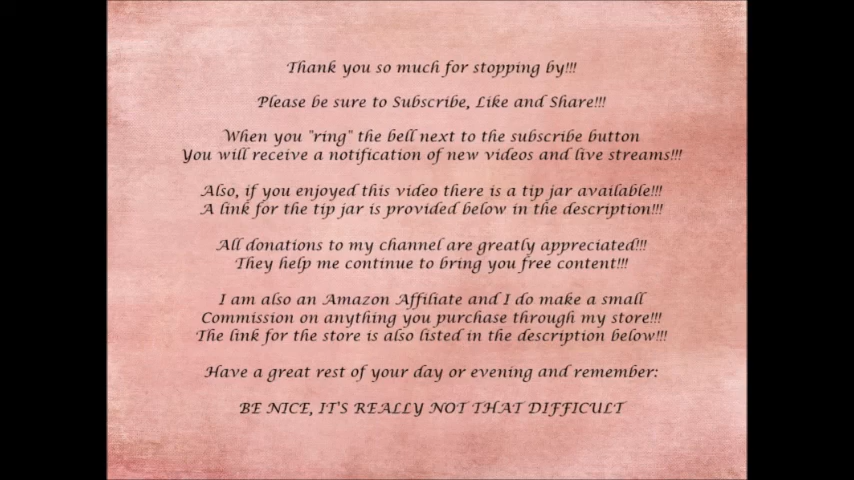 Thank you so much for stopping by!!!
Please be sure to Subscribe, Like and Share!!!
When you "ring" the bell next to the subscribe button
You will receive a notification of new videos and live streams!!!
Also, if you enjoyed this video there is a tip jar available!!!
A link for the tip jar is provided below in the description!!!
All donations to my channel are greatly appreciated!!!
They help me continue to bring you free content!!!
I am also an Amazon Affiliate and I do make a small
Commission on anything you purchase through my store!!!
The link for the store is also listed in the description below!!!
Have a great rest of your day or evening and remember:
BE NICE, IT'S REALLY NOT THAT DIFFICULT